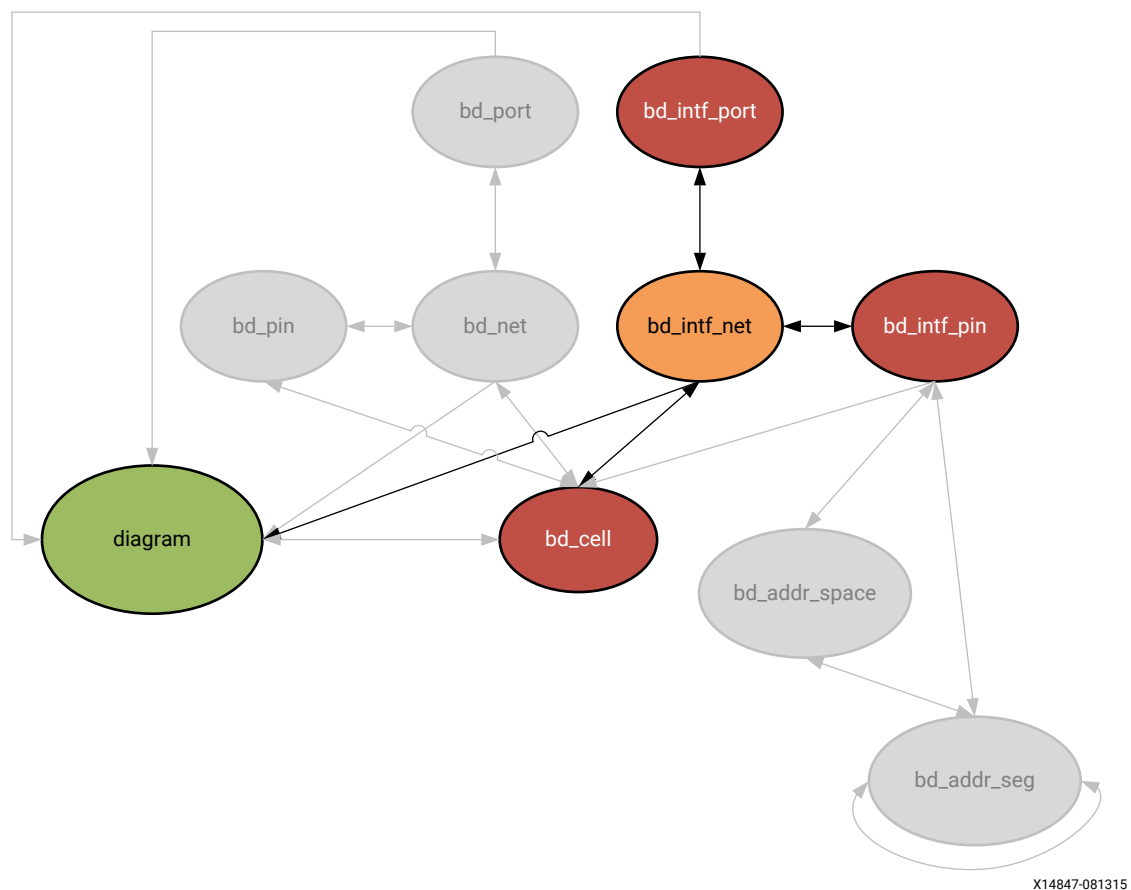 bd_port
bd_intf_port
bd_pin
bd_net
bd_intf_net
bd_intf_pin
diagram
bd_cell
bd_addr_space
bd_addr_seg
X14847-081315